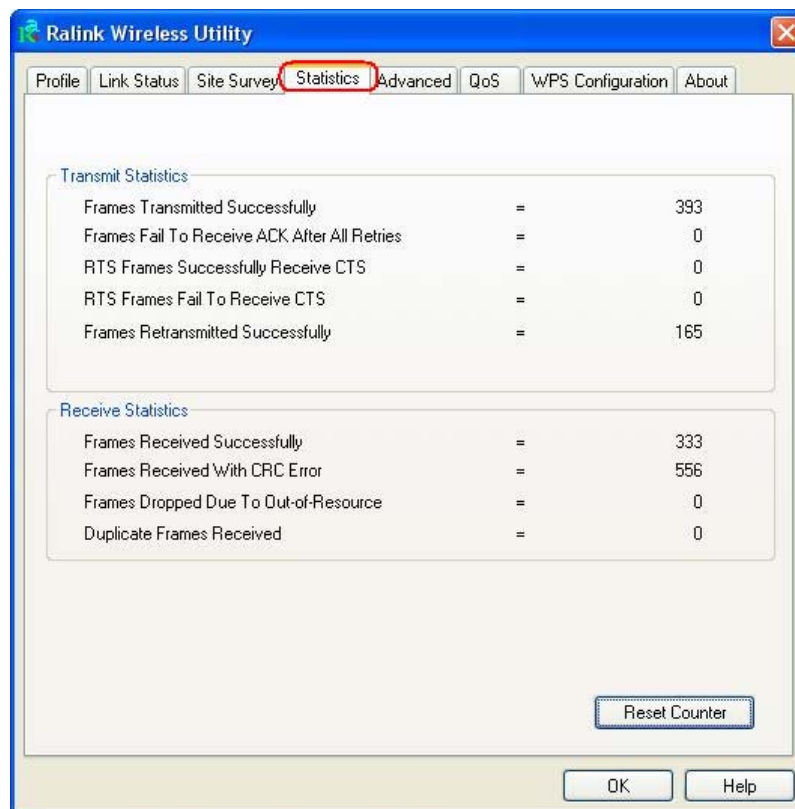 Ralink Wireless Utility
Profile Link Status Site Survey Statistics Advanced QoS WPS Configuration About
Transmit Statistics
Frames Transmitted Successfully = 393
Frames Fail To Receive ACK After All Retries = 0
RTS Frames Successfully Receive CTS = 0
RTS Frames Fail To Receive CTS = 0
Frames Retransmitted Successfully = 165
Receive Statistics
Frames Received Successfully = 333
Frames Received With CRC Error = 556
Frames Dropped Due To Out-of-Resource = 0
Duplicate Frames Received = 0
Reset Counter
OK Help